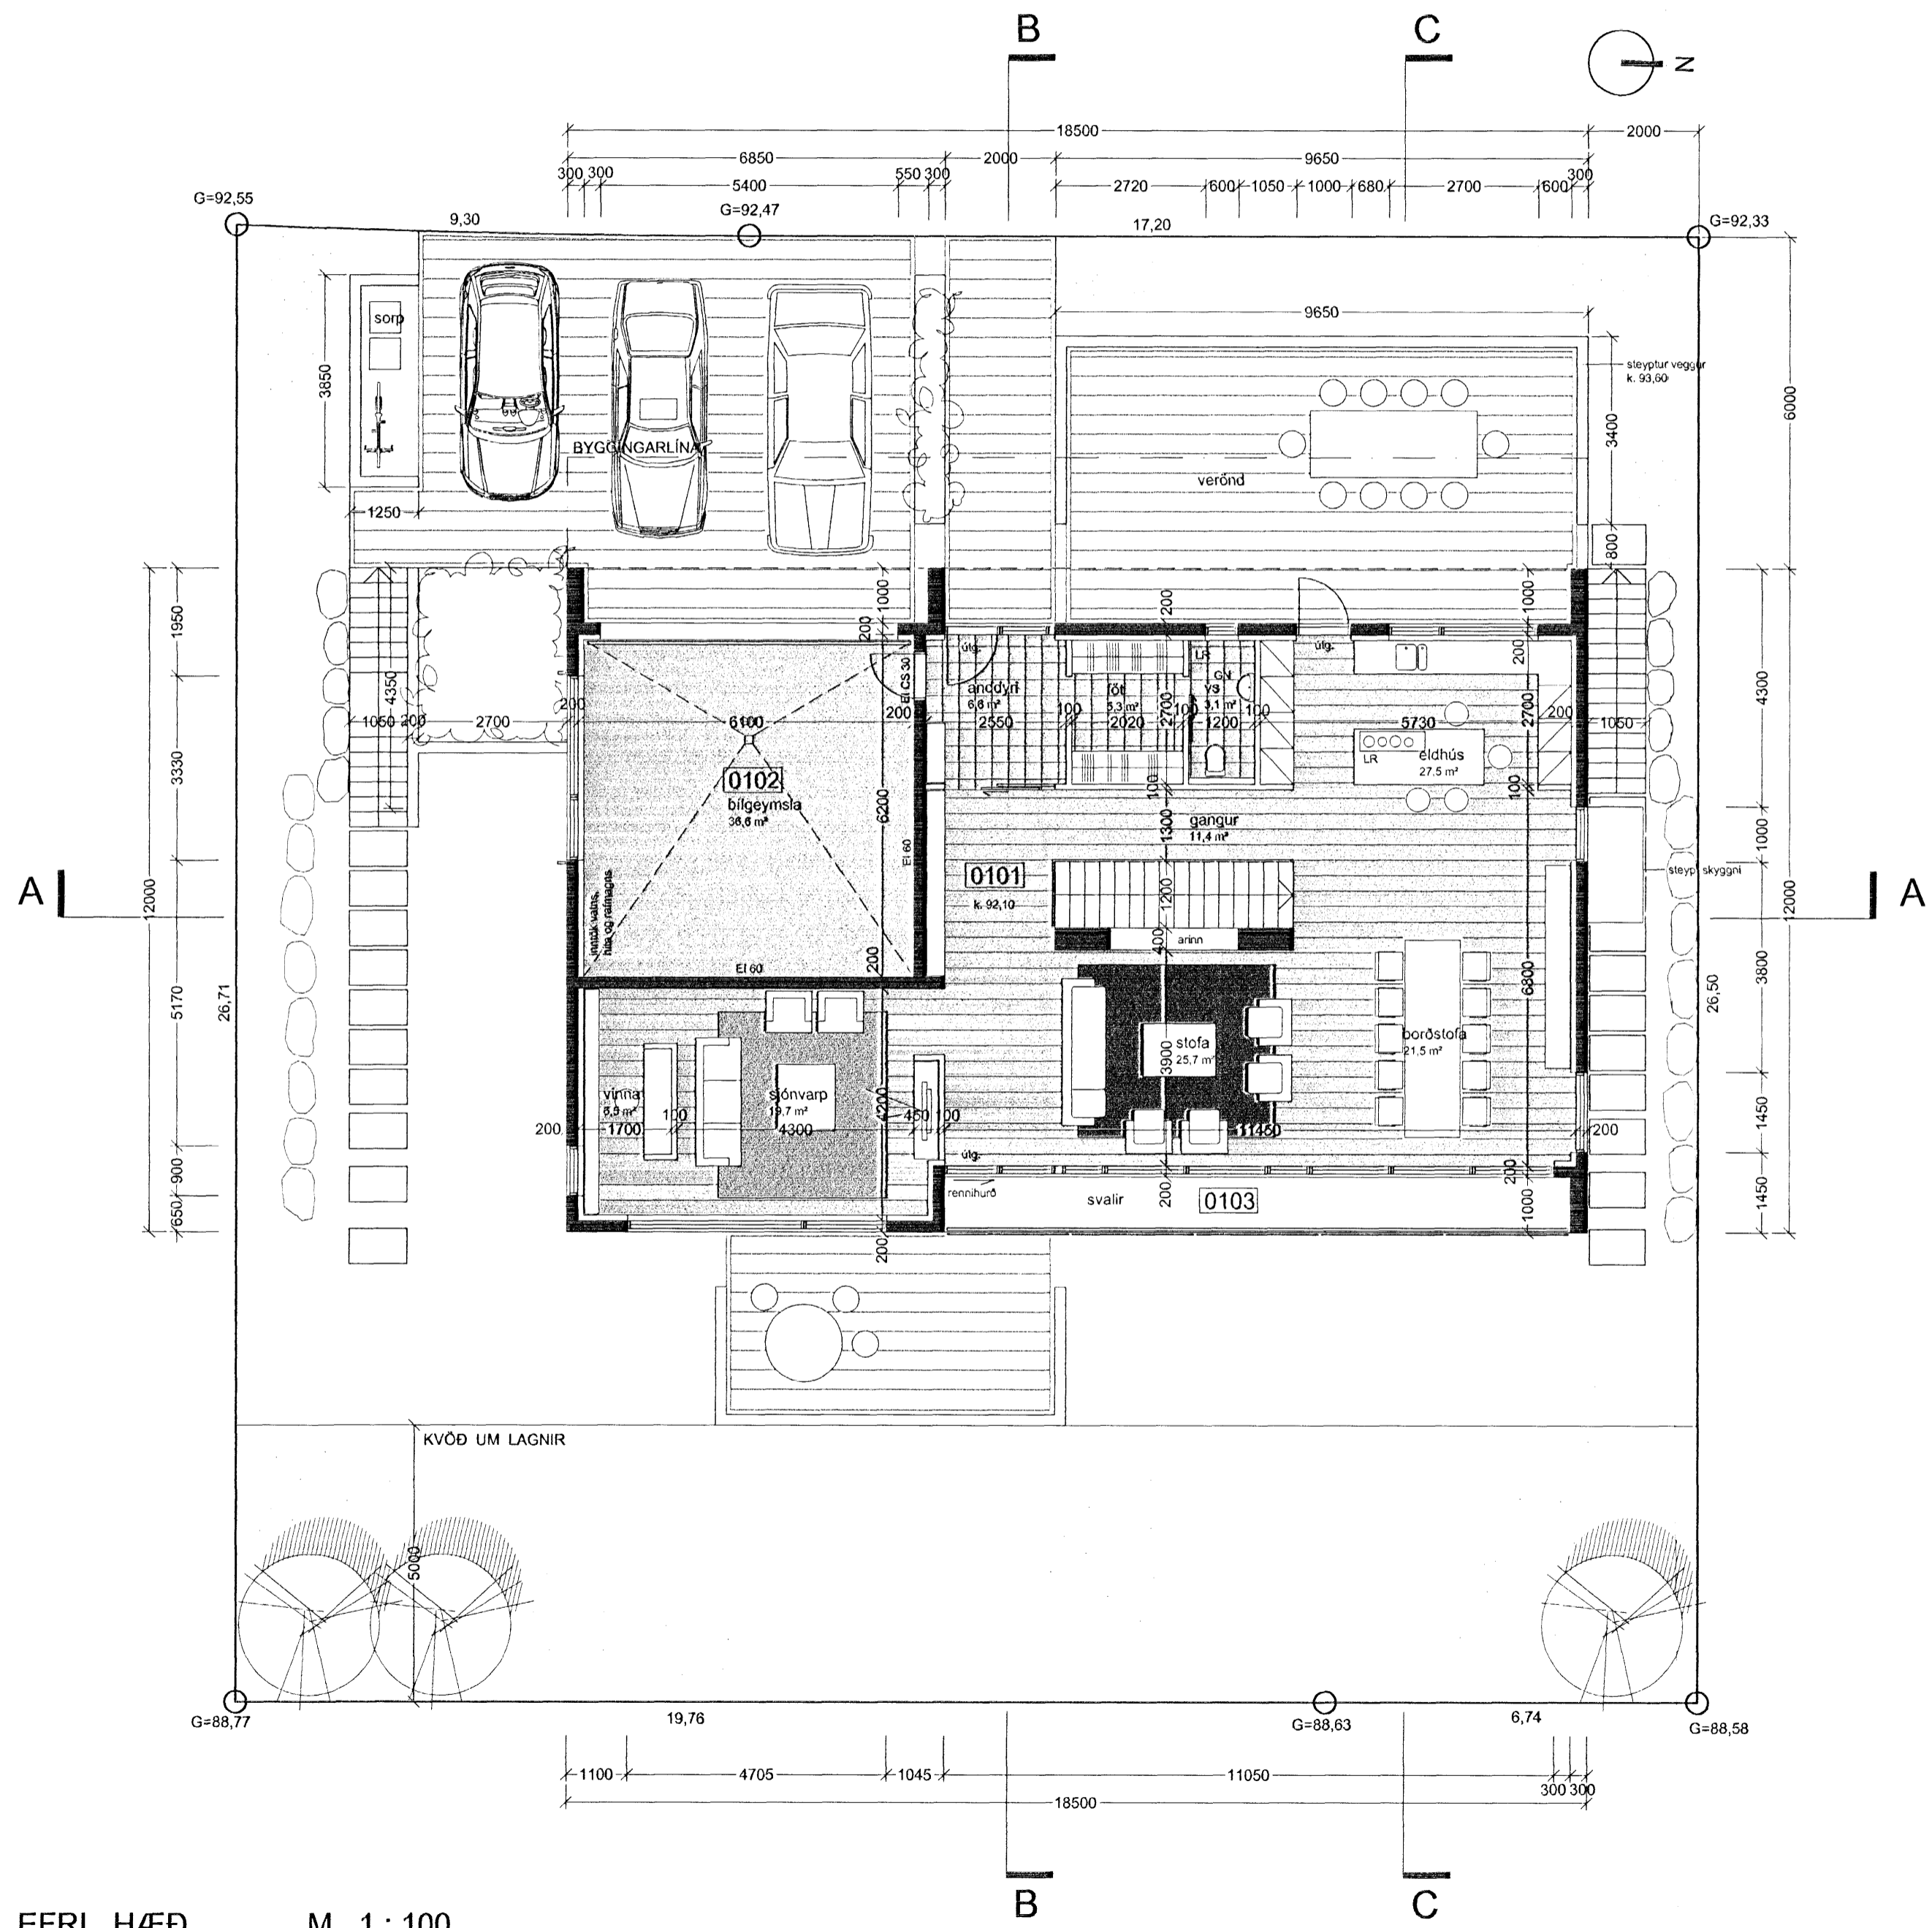 B
C
N
18500
2000
6850
2000
9650
300
300
5400
550
300
2720
600
1050
1000
680
2700
600
300
G=92,55
9,30
G=92,47
17,20
G=92,33
sorp
3850
9650
steyptur veggur
k. 93,60
3400
6000
BYGGINGARLÍNA
verönd
1250
800
1950
1000
200
200
1000
4350
útg.
LR
útg.
200
4300
EI CS 30
anddyri
6,6 m²
föt
5,3 m²
GN
vs
3,1 m²
2700
2700
200
1050
200
2700
6100
200
2550
100
2020
100
1200
100
5730
200
1050
3330
0102
bílgeymsla
36,6 m²
6200
100
LR
eldhús
27.5 m²
100
gangur
11,4 m²
1300
1000
EI 60
A
12000
0101
k. 92,10
1200
steypt skyggni
12000
A
inntök vatns,
hita og rafmagns
arinn
400
EI 60
200
6800
3800
5170
26,71
26,50
stofa
25,7 m²
3900
borðstofa
21,5 m²
vinna
sjónvarp
19.7 m²
4200
200
1700
100
4300
450
100
11450
200
1450
900
útg.
200
650
rennihurð
svalir
0103
200
1000
1450
200
KVÖÐ UM LAGNIR
5000
G=88,77
19,76
G=88,63
6,74
G=88,58
1100
4705
1045
11050
300
300
18500
B
C
EFRI HÆÐ
M 1 : 100